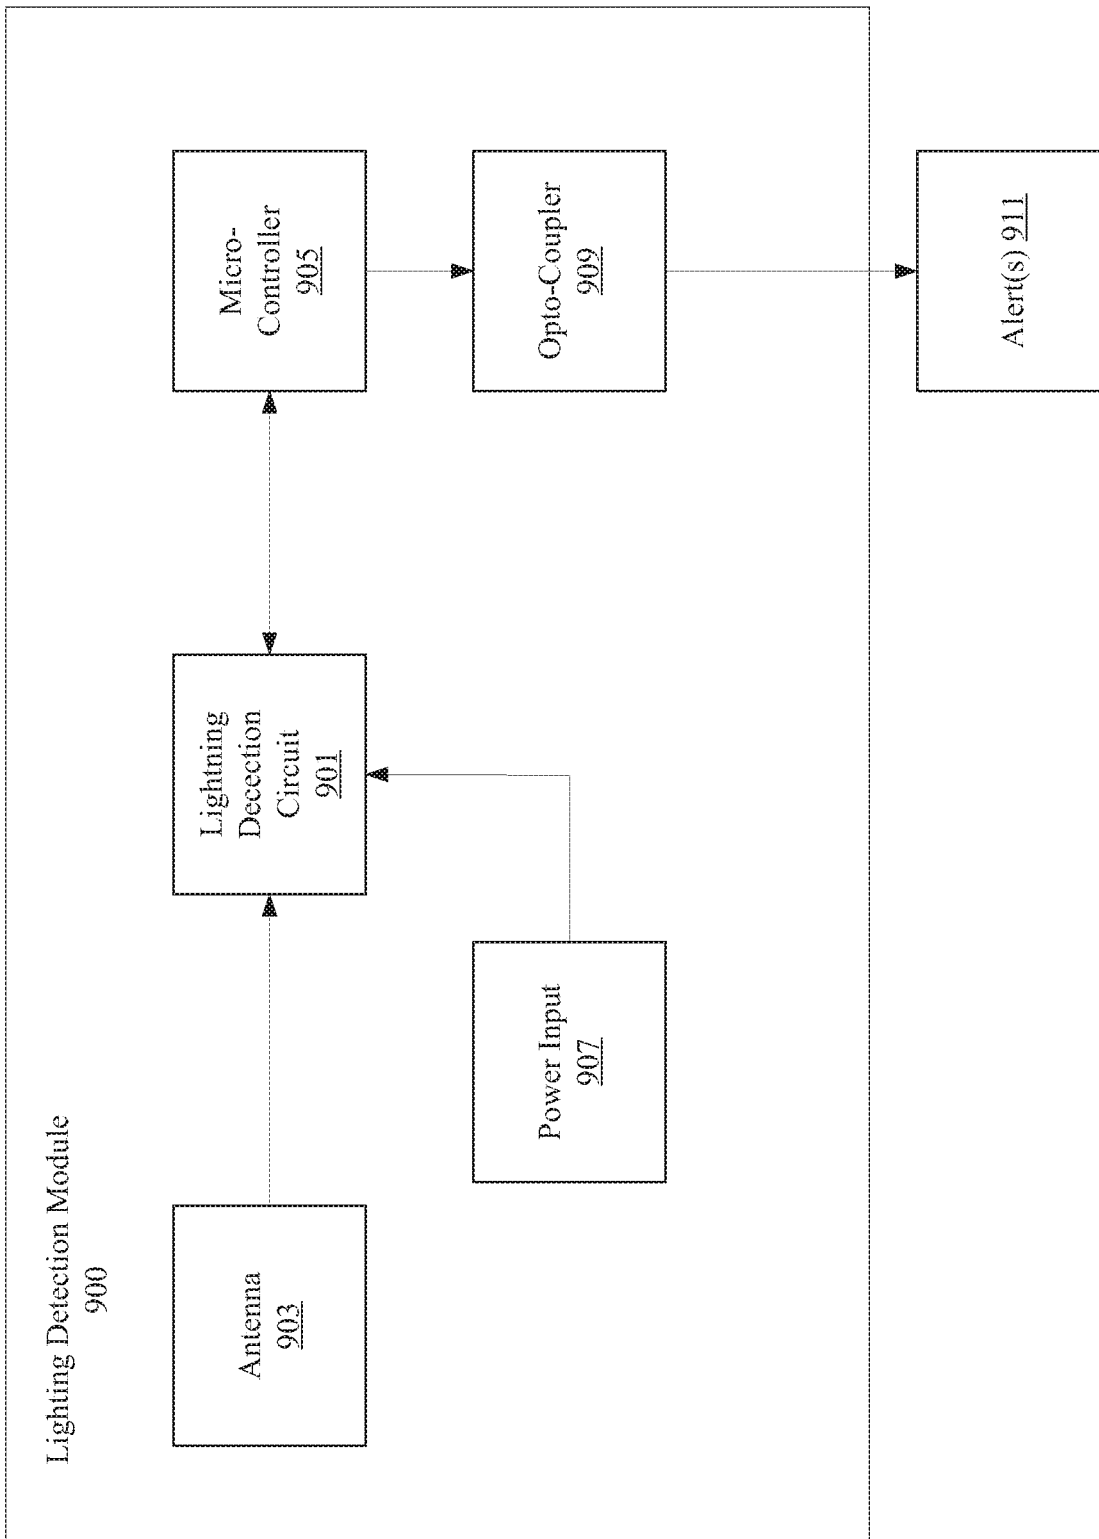 Lighting Detection Module
900
Antenna
903
Lightning
Decection
Circuit
901
Micro-
Controller
905
Power Input
907
Opto-Coupler
909
Alert(s) 911